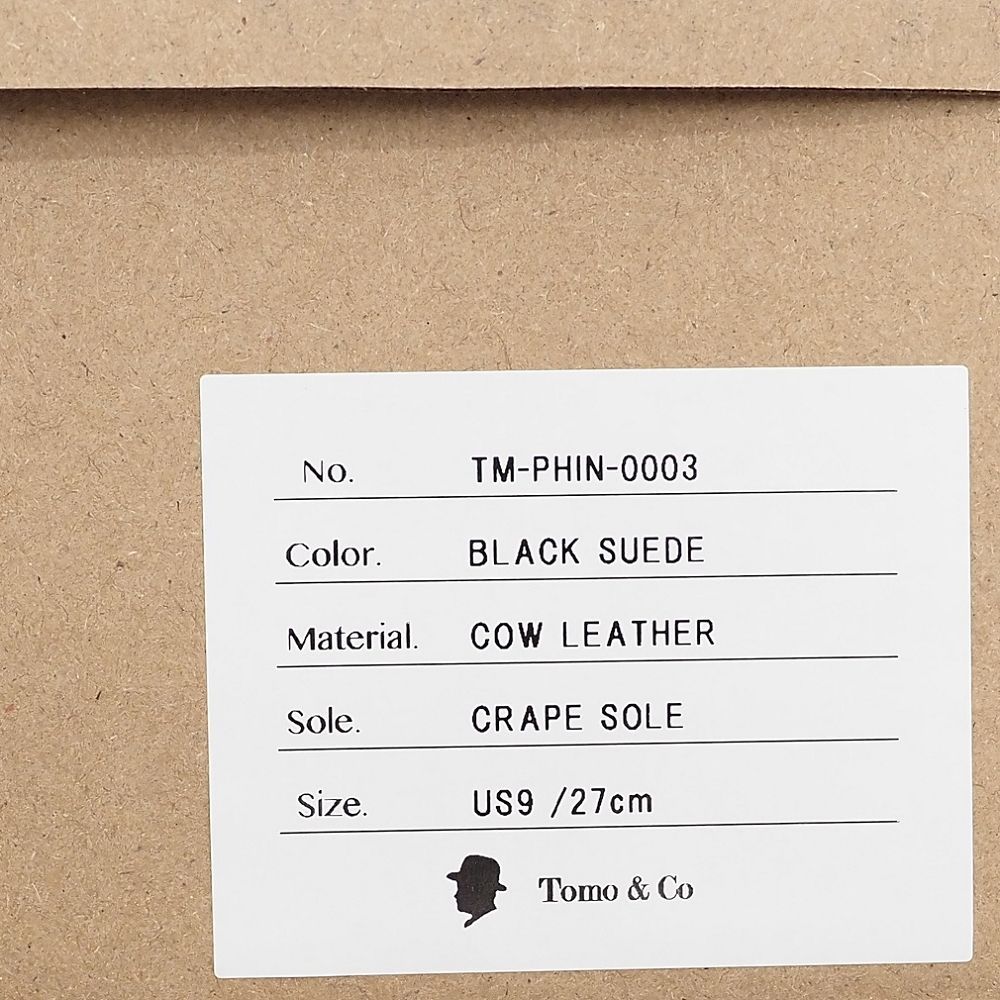 No. TM-PHIN-0003
Color. BLACK SUEDE
Material. COW LEATHER
Sole. CRAPE SOLE
Size. US9 /27cm
Tomo & Co